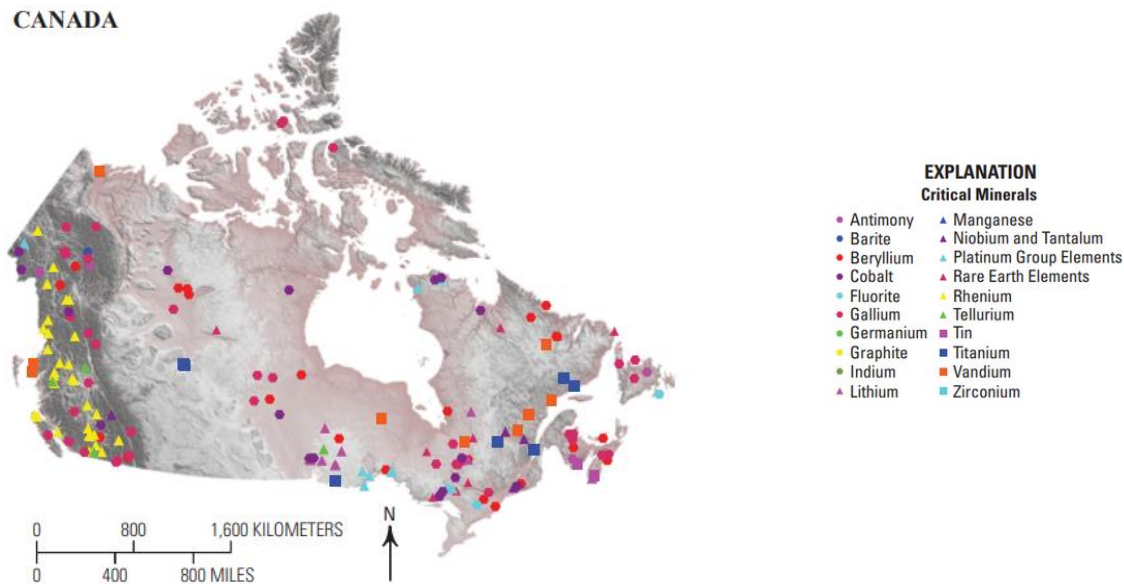 CANADA
EXPLANATION
Critical Minerals
Antimony
Barite
Beryllium
Cobalt
Fluorite
Gallium
Germanium
Graphite
Indium
Lithium
Manganese
Niobium and Tantalum
Platinum Group Elements
Rare Earth Elements
Rhenium
Tellurium
Tin
Titanium
Vandium
Zirconium
N
0 800 1,600 KILOMETERS
0 400 800 MILES